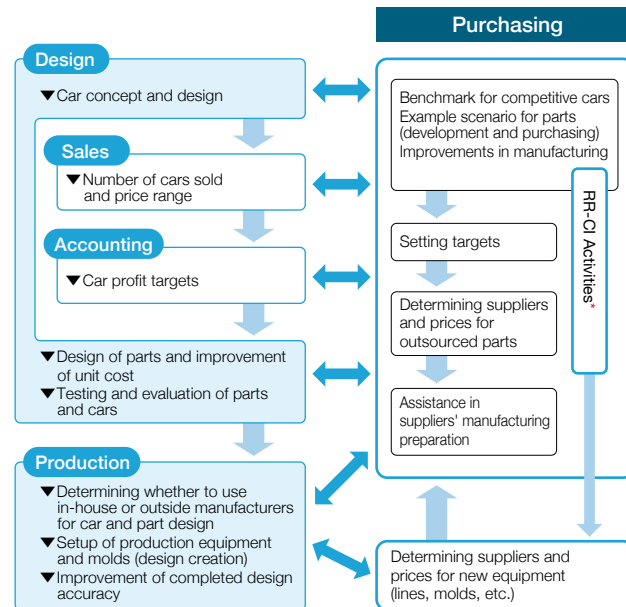 Purchasing
Design
▼Car concept and design
Sales
▼Number of cars sold
and price range
Accounting
▼Car profit targets
▼Design of parts and improvement
of unit cost
▼Testing and evaluation of parts
and cars
Production
▼Determining whether to use
in-house or outside manufacturers
for car and part design
▼Setup of production equipment
and molds (design creation)
▼Improvement of completed design
accuracy
Benchmark for competitive cars
Example scenario for parts
(development and purchasing)
Improvements in manufacturing
Setting targets
Determining suppliers
and prices for
outsourced parts
Assistance in
suppliers' manufacturing
preparation
RR-CI Activities*
Determining suppliers and
prices for new equipment
(lines, molds, etc.)